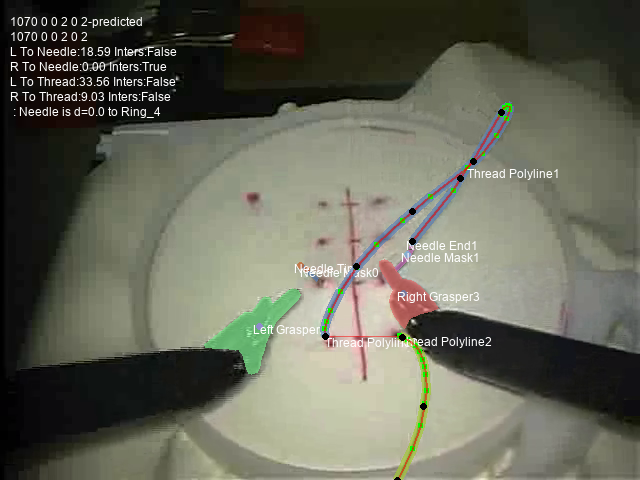 1070 0 0 2 0 2-predicted
1070 0 0 2 0 2
L To Needle:18.59 Inters:False
R To Needle:0.00 Inters:True
L To Thread:33.56 Inters:False
R To Thread:9.03 Inters:False
: Needle is d=0.0 to Ring_4
Thread Polyline1
Needle End1
Needle Mask1
Needle Tip
Needle Mask0
Right Grasper3
Left Grasper
Thread Polyline
Thread Polyline2